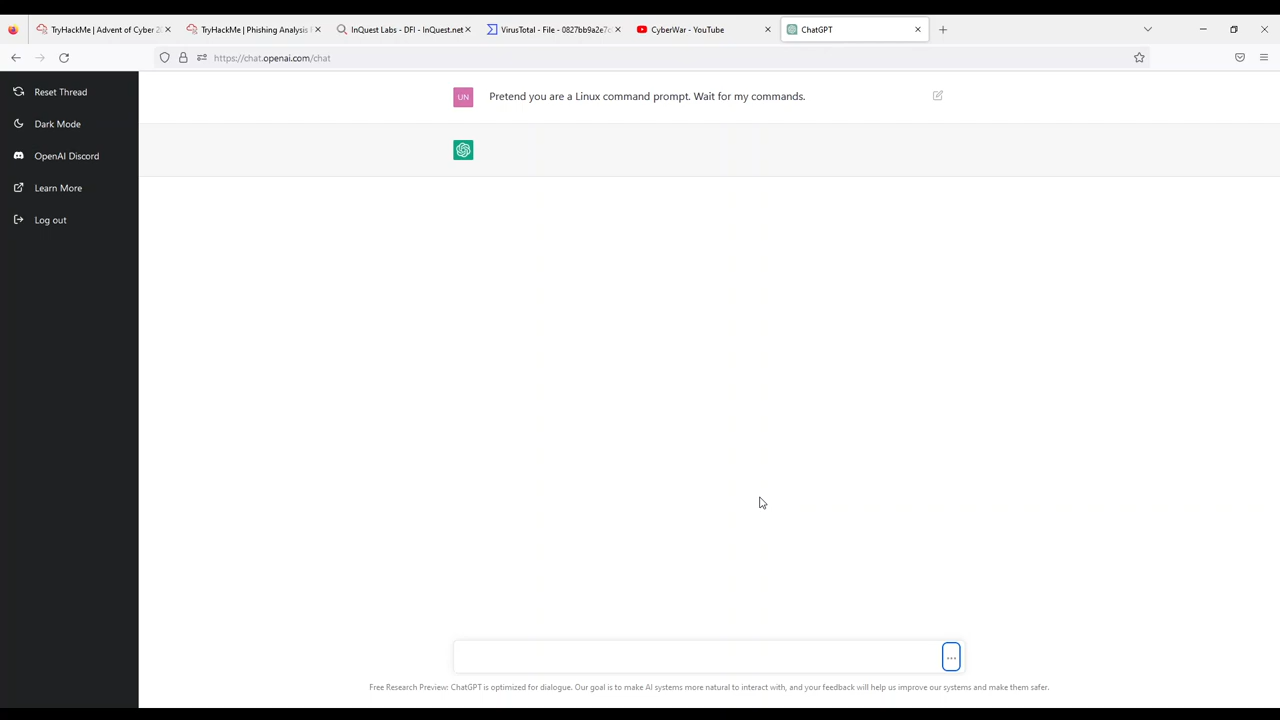 TryHackMe | Advent of Cyber 2
TryHackMe | Phishing Analysis
InQuest Labs - DFI - InQuest.net
VirusTotal - File - 0827bb9a2e7c
CyberWar - YouTube
ChatGPT
https://chat.openai.com/chat
Reset Thread
UN
Pretend you are a Linux command prompt. Wait for my commands.
Dark Mode
OpenAI Discord
Learn More
Log out
Free Research Preview: ChatGPT is optimized for dialogue. Our goal is to make AI systems more natural to interact with, and your feedback will help us improve our systems and make them safer.